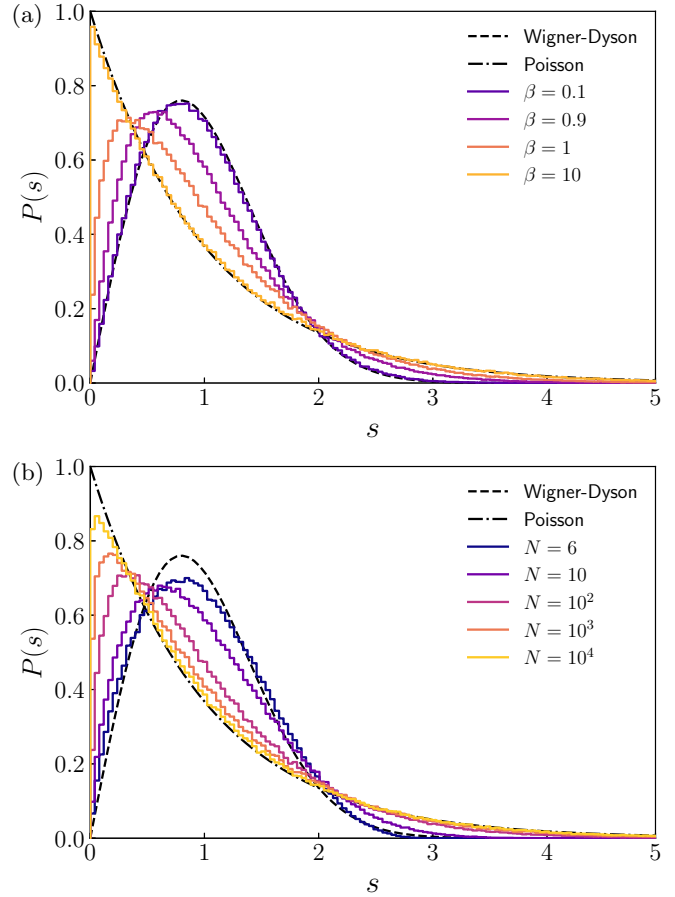 (a)
1.0
0.8
0.6
0.4
0.2
0.0
P(s)
0 1 2 3 4 5
s
Wigner-Dyson
Poisson
β = 0.1
β = 0.9
β = 1
β = 10
(b)
1.0
0.8
0.6
0.4
0.2
0.0
P(s)
0 1 2 3 4 5
s
Wigner-Dyson
Poisson
N = 6
N = 10
N = 10²
N = 10³
N = 10⁴